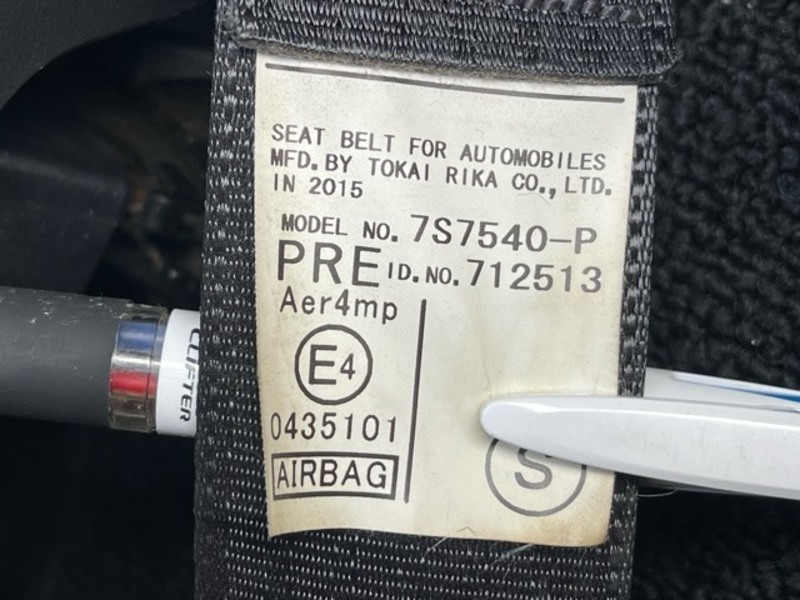 SEAT BELT FOR AUTOMOBILES
MFD. BY TOKAI RIKA CO., LTD.
IN 2015
MODEL NO. 7S7540-P
PRE ID. NO. 712513
Aer4mp
E4
0435101
AIRBAG
S
CLIFTER